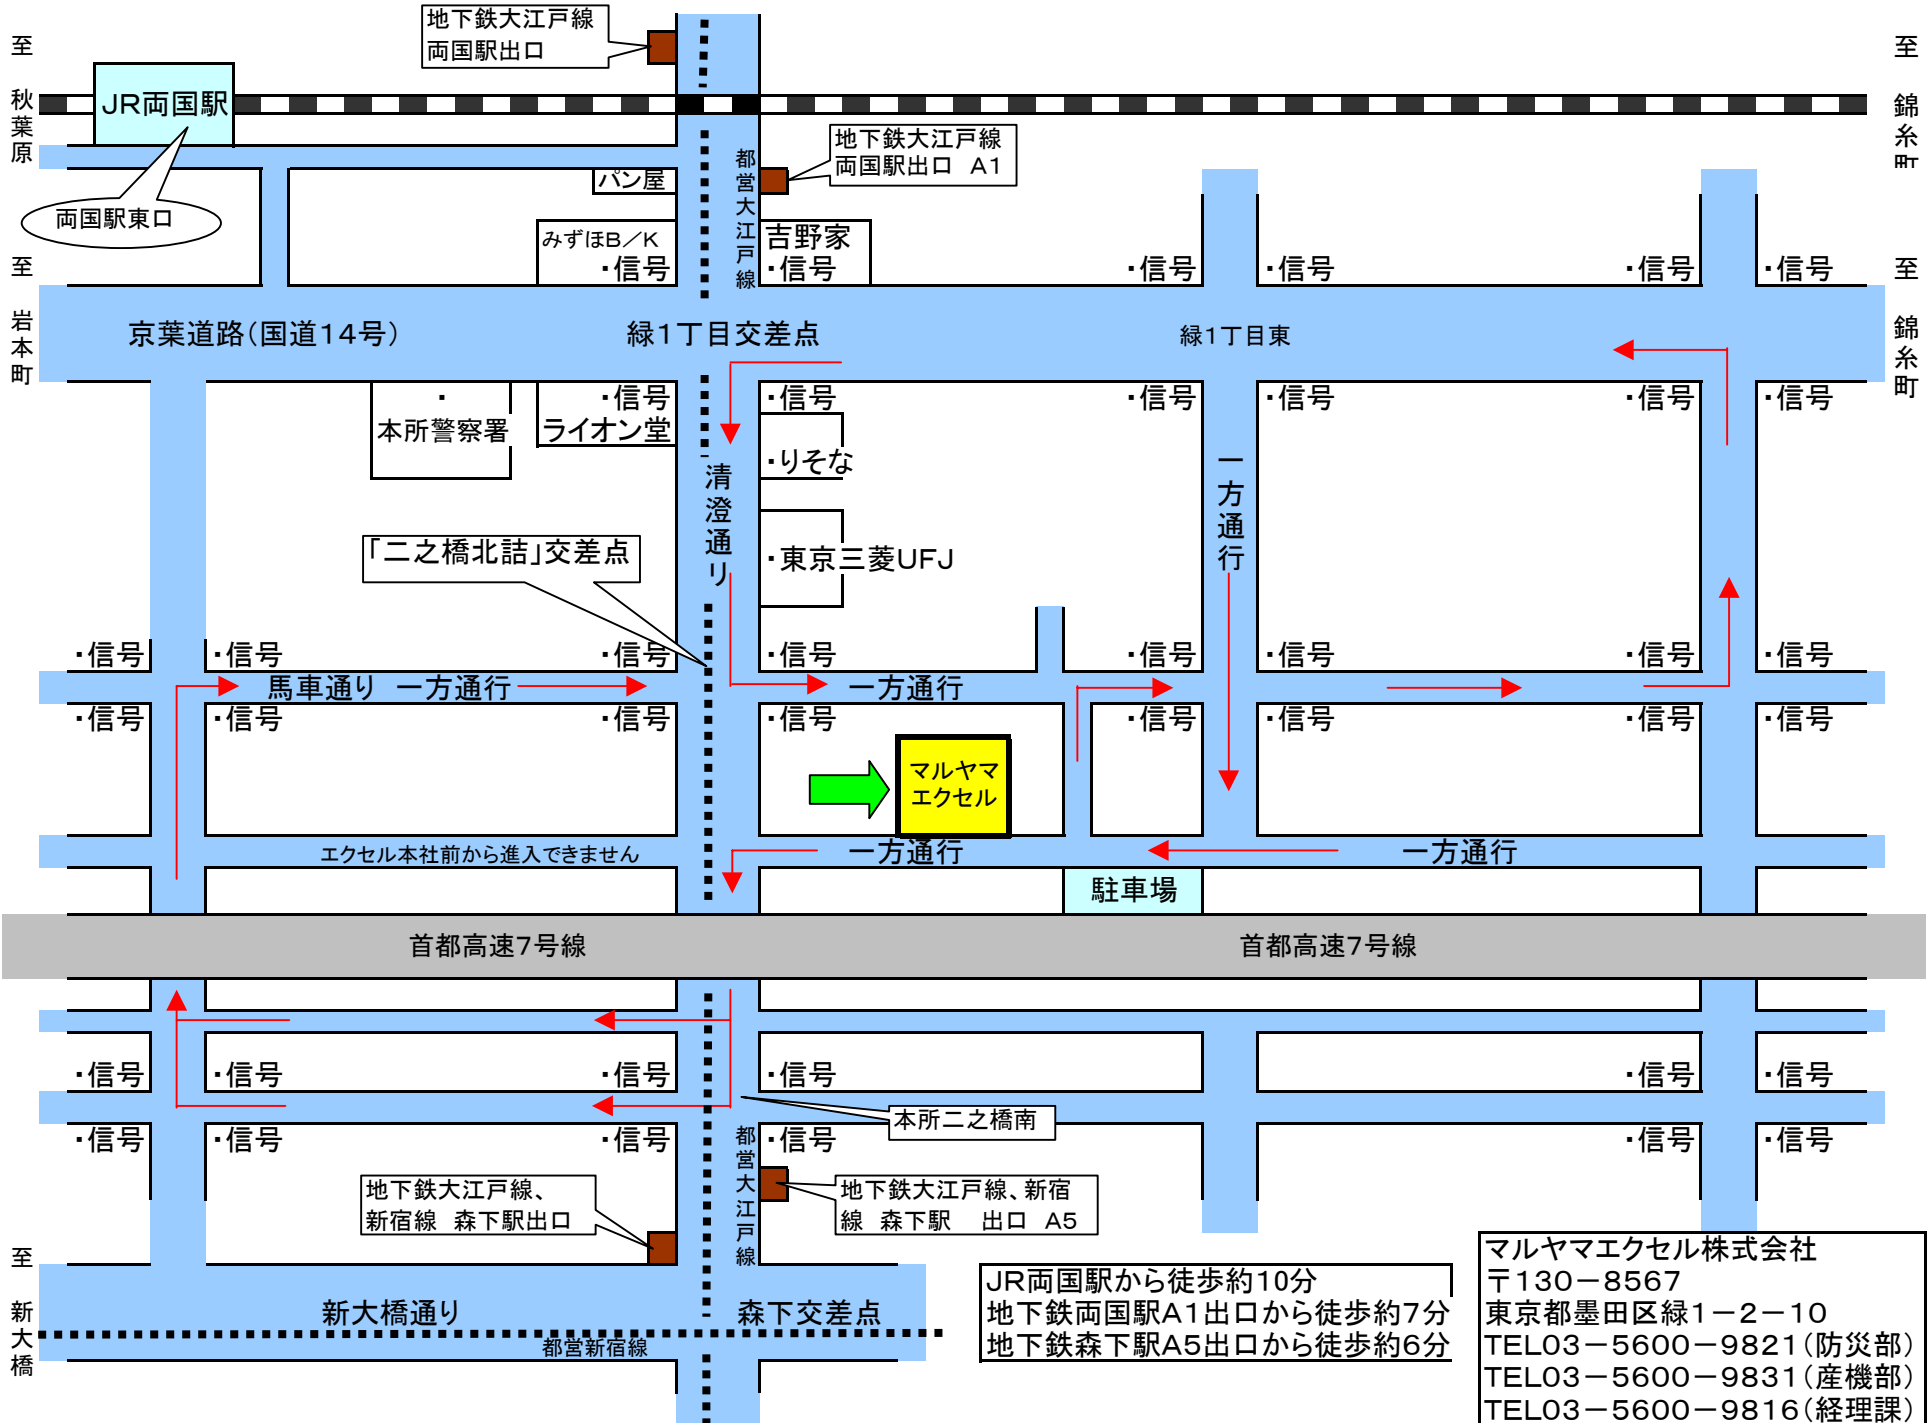 地下鉄大江戸線
両国駅出口
至 秋葉原
至 錦糸町
JR両国駅
両国駅東口
地下鉄大江戸線
両国駅出口 A1
都営大江戸線
パン屋
みずほB/K
・信号
吉野家
・信号
・信号
・信号
・信号
・信号
至 岩本町
至 錦糸町
京葉道路(国道14号)
緑1丁目交差点
緑1丁目東
・
本所警察署
・信号
ライオン堂
・信号
・信号
・信号
・信号
・信号
・りそな
清澄通り
一方通行
「二之橋北詰」交差点
・東京三菱UFJ
・信号
・信号
・信号
・信号
・信号
・信号
・信号
・信号
馬車通り 一方通行
一方通行
・信号
・信号
・信号
・信号
・信号
・信号
・信号
・信号
マルヤマ
エクセル
エクセル本社前から進入できません
一方通行
一方通行
駐車場
首都高速7号線
首都高速7号線
・信号
・信号
・信号
・信号
・信号
・信号
本所二之橋南
・信号
・信号
・信号
・信号
・信号
・信号
都営大江戸線
地下鉄大江戸線、
新宿線 森下駅出口
地下鉄大江戸線、新宿
線 森下駅 出口 A5
至 新大橋
新大橋通り
森下交差点
都営新宿線
JR両国駅から徒歩約10分
地下鉄両国駅A1出口から徒歩約7分
地下鉄森下駅A5出口から徒歩約6分
マルヤマエクセル株式会社
〒130-8567
東京都墨田区緑1-2-10
TEL03-5600-9821(防災部)
TEL03-5600-9831(産機部)
TEL03-5600-9816(経理課)